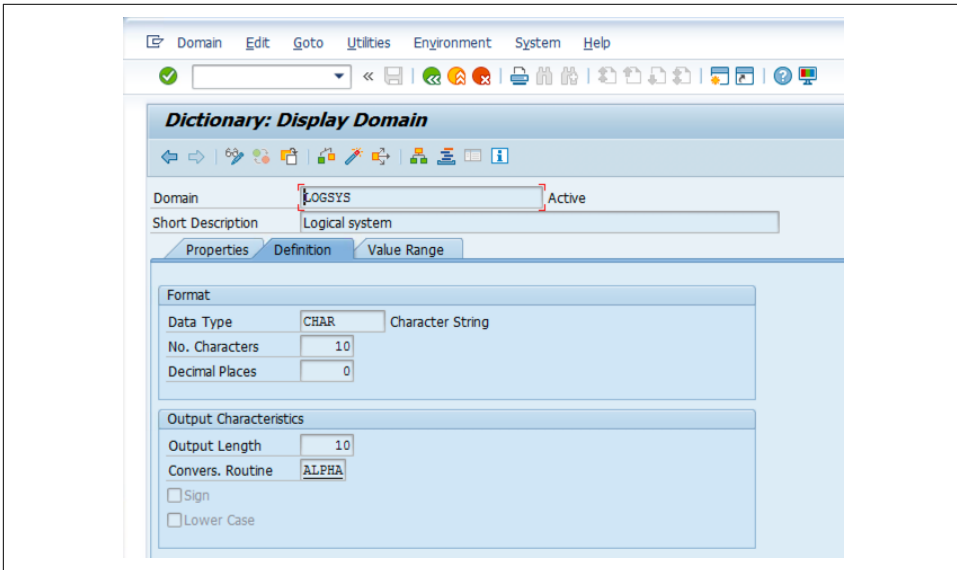 Domain Edit Goto Utilities Environment System Help
Dictionary: Display Domain
Domain LOGSYS Active
Short Description Logical system
Properties Definition Value Range
Format
Data Type CHAR Character String
No. Characters 10
Decimal Places 0
Output Characteristics
Output Length 10
Convers. Routine ALPHA
Sign
Lower Case